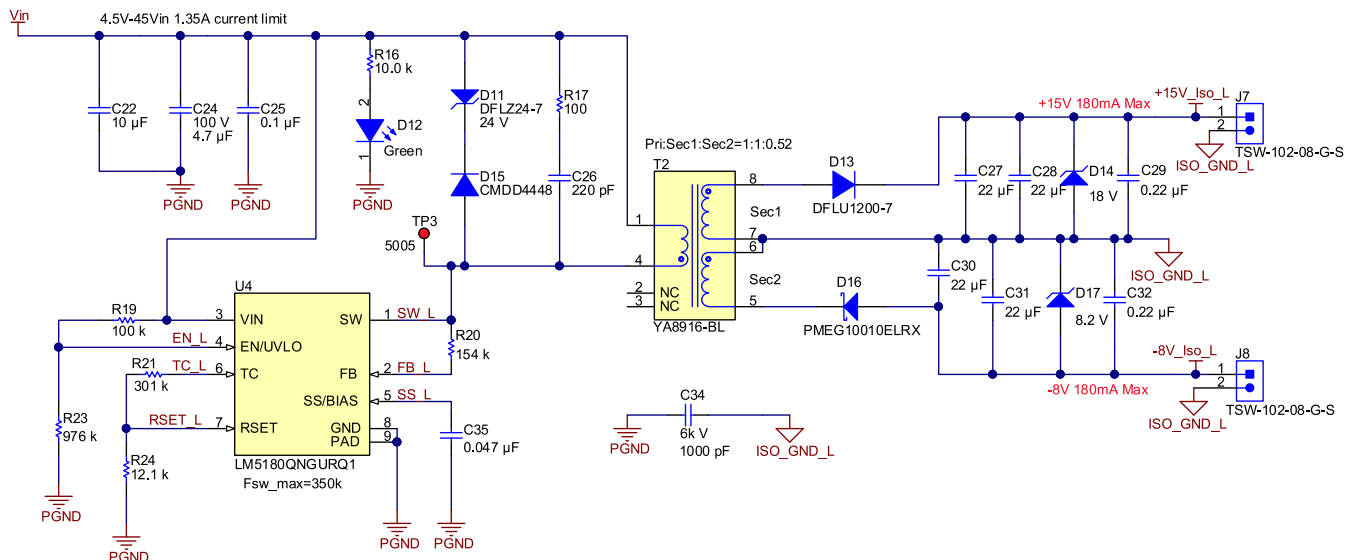 Vin
4.5V-45Vin 1.35A current limit
C22
10 µF
C24
100 V
4.7 µF
C25
0.1 µF
PGND
PGND
R16
10.0 k
2
D12
1
Green
PGND
D11
DFLZ24-7
24 V
D15
CMDD4448
R17
100
C26
220 pF
TP3
5005
Pri:Sec1:Sec2=1:1:0.52
T2
1
4
2
NC
3
NC
8
Sec1
7
6
Sec2
5
YA8916-BL
D13
DFLU1200-7
D16
PMEG10010ELRX
+15V 180mA Max
+15V_Iso_L
J7
1
2
TSW-102-08-G-S
ISO_GND_L
C27
22 µF
C28
22 µF
D14
18 V
C29
0.22 µF
ISO_GND_L
C30
22 µF
C31
22 µF
D17
8.2 V
C32
0.22 µF
-8V_Iso_L
-8V 180mA Max
J8
1
2
TSW-102-08-G-S
ISO_GND_L
U4
R19
100 k
3
VIN
SW
1
SW_L
EN_L
4
EN/UVLO
R20
154 k
R21
301 k
TC_L
6
TC
FB
2
FB_L
SS/BIAS
5
SS_L
R23
976 k
RSET_L
7
RSET
GND
8
PAD
9
R24
12.1 k
LM5180QNGURQ1
Fsw_max=350k
C35
0.047 µF
PGND
PGND
PGND
PGND
C34
6k V
1000 pF
PGND
ISO_GND_L